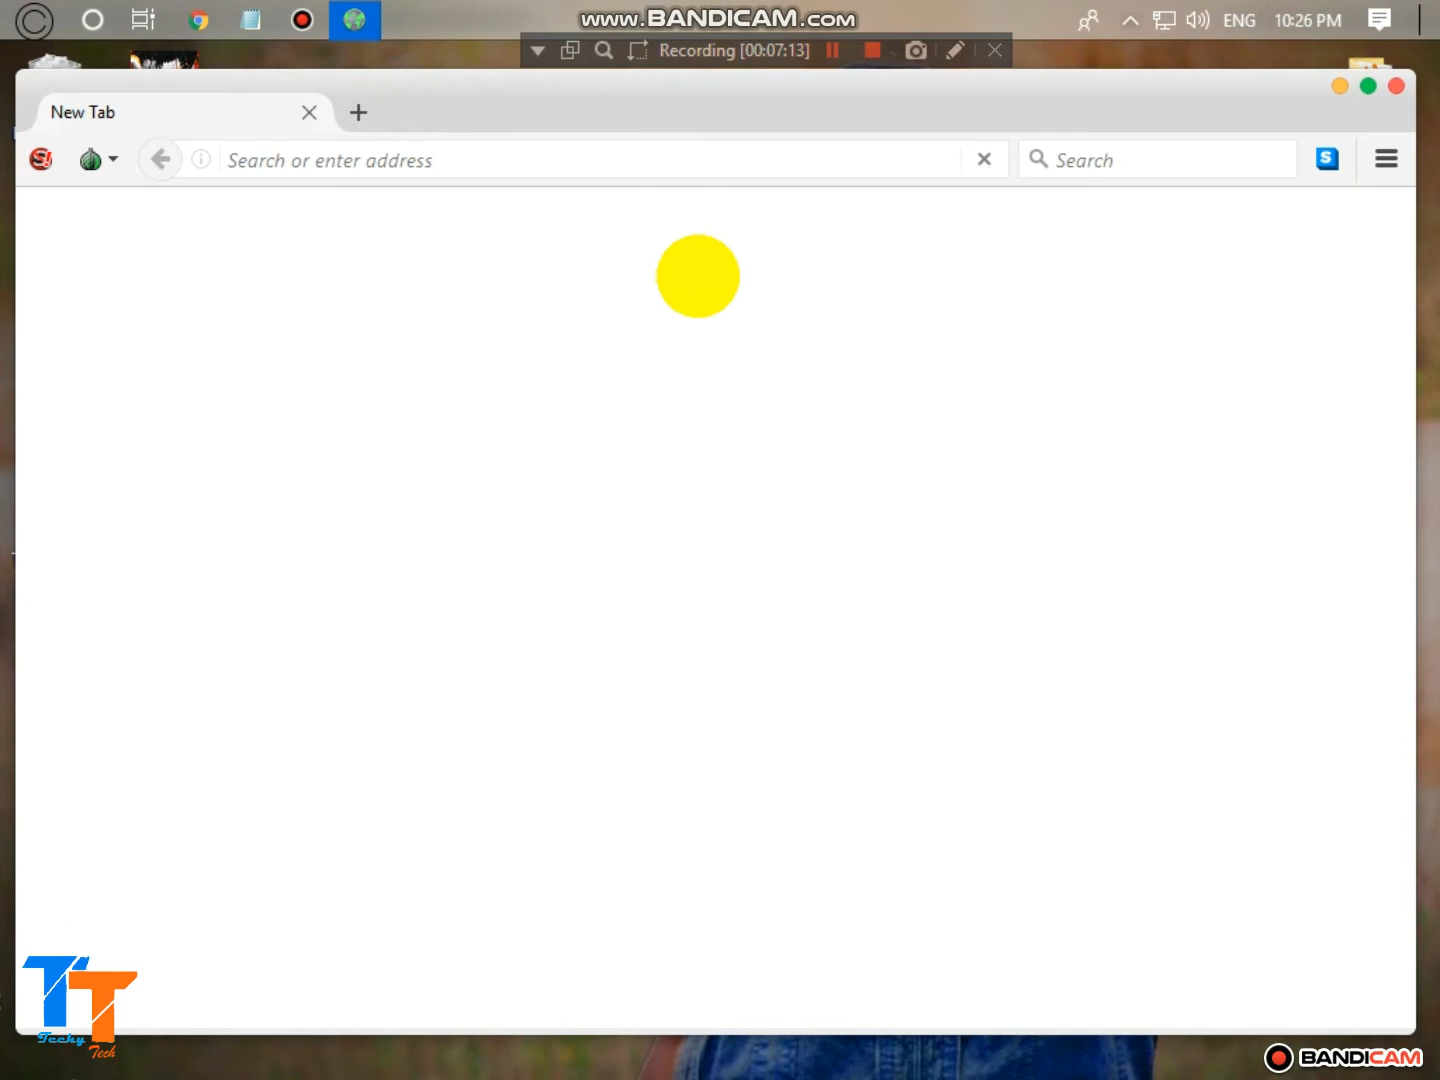 www.BANDICAM.com
ENG
10:26 PM
Recording [00:07:13]
New Tab
Search or enter address
Search
S!
S
TT
Techy
Tech
BANDICAM